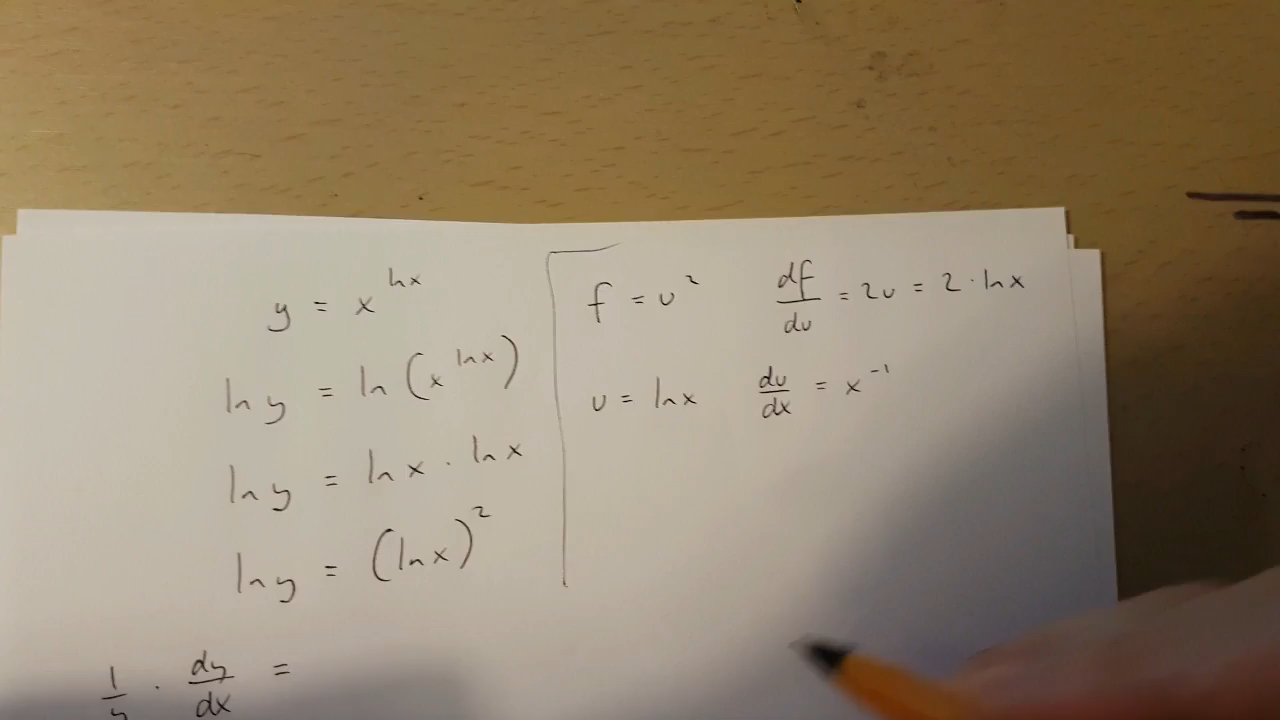 y = x^ln x
ln y = ln (x^ln x)
ln y = ln x · ln x
ln y = (ln x)²
1/y · dy/dx =
f = u² df/du = 2u = 2 · ln x
u = ln x du/dx = x⁻¹